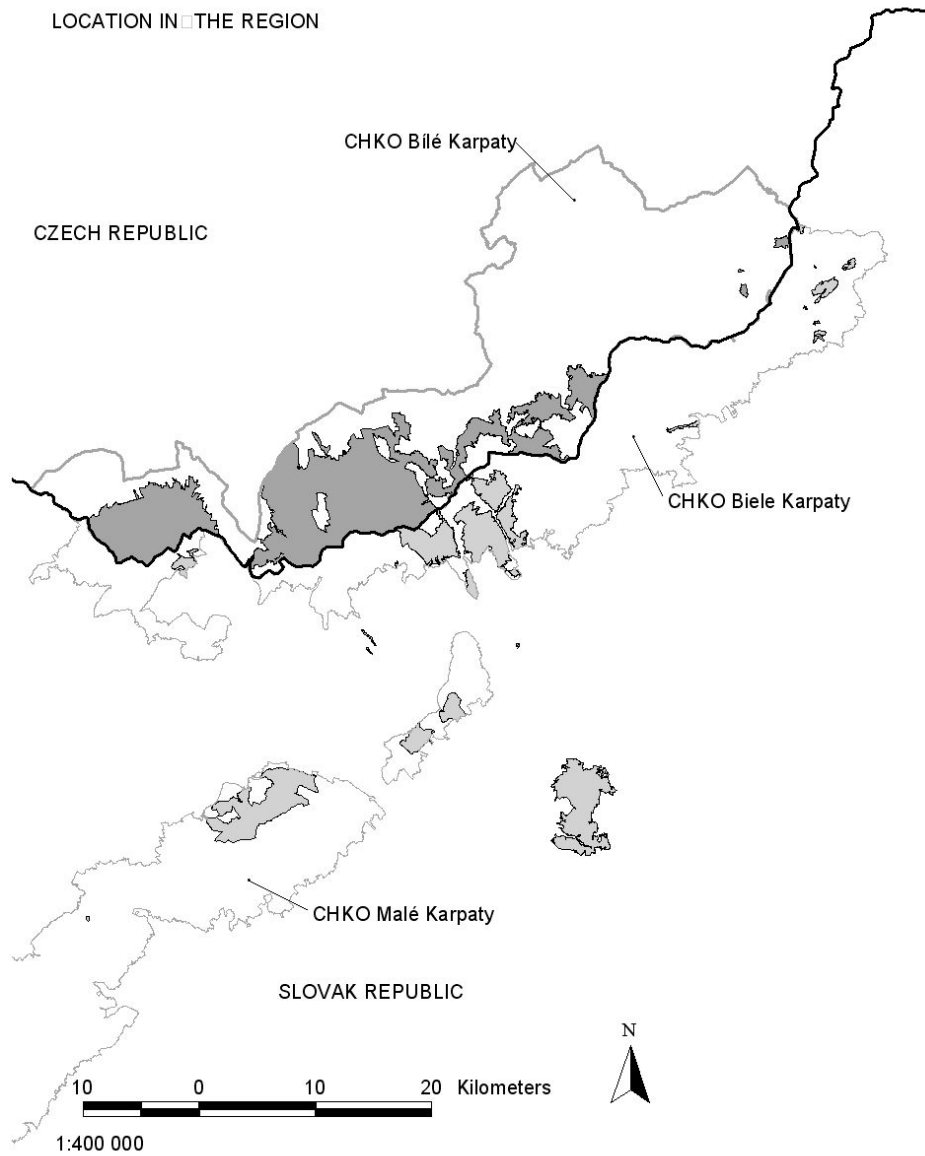 LOCATION IN □THE REGION
CHKO Bílé Karpaty
CZECH REPUBLIC
CHKO Biele Karpaty
CHKO Malé Karpaty
SLOVAK REPUBLIC
N
10 0 10 20 Kilometers
1:400 000